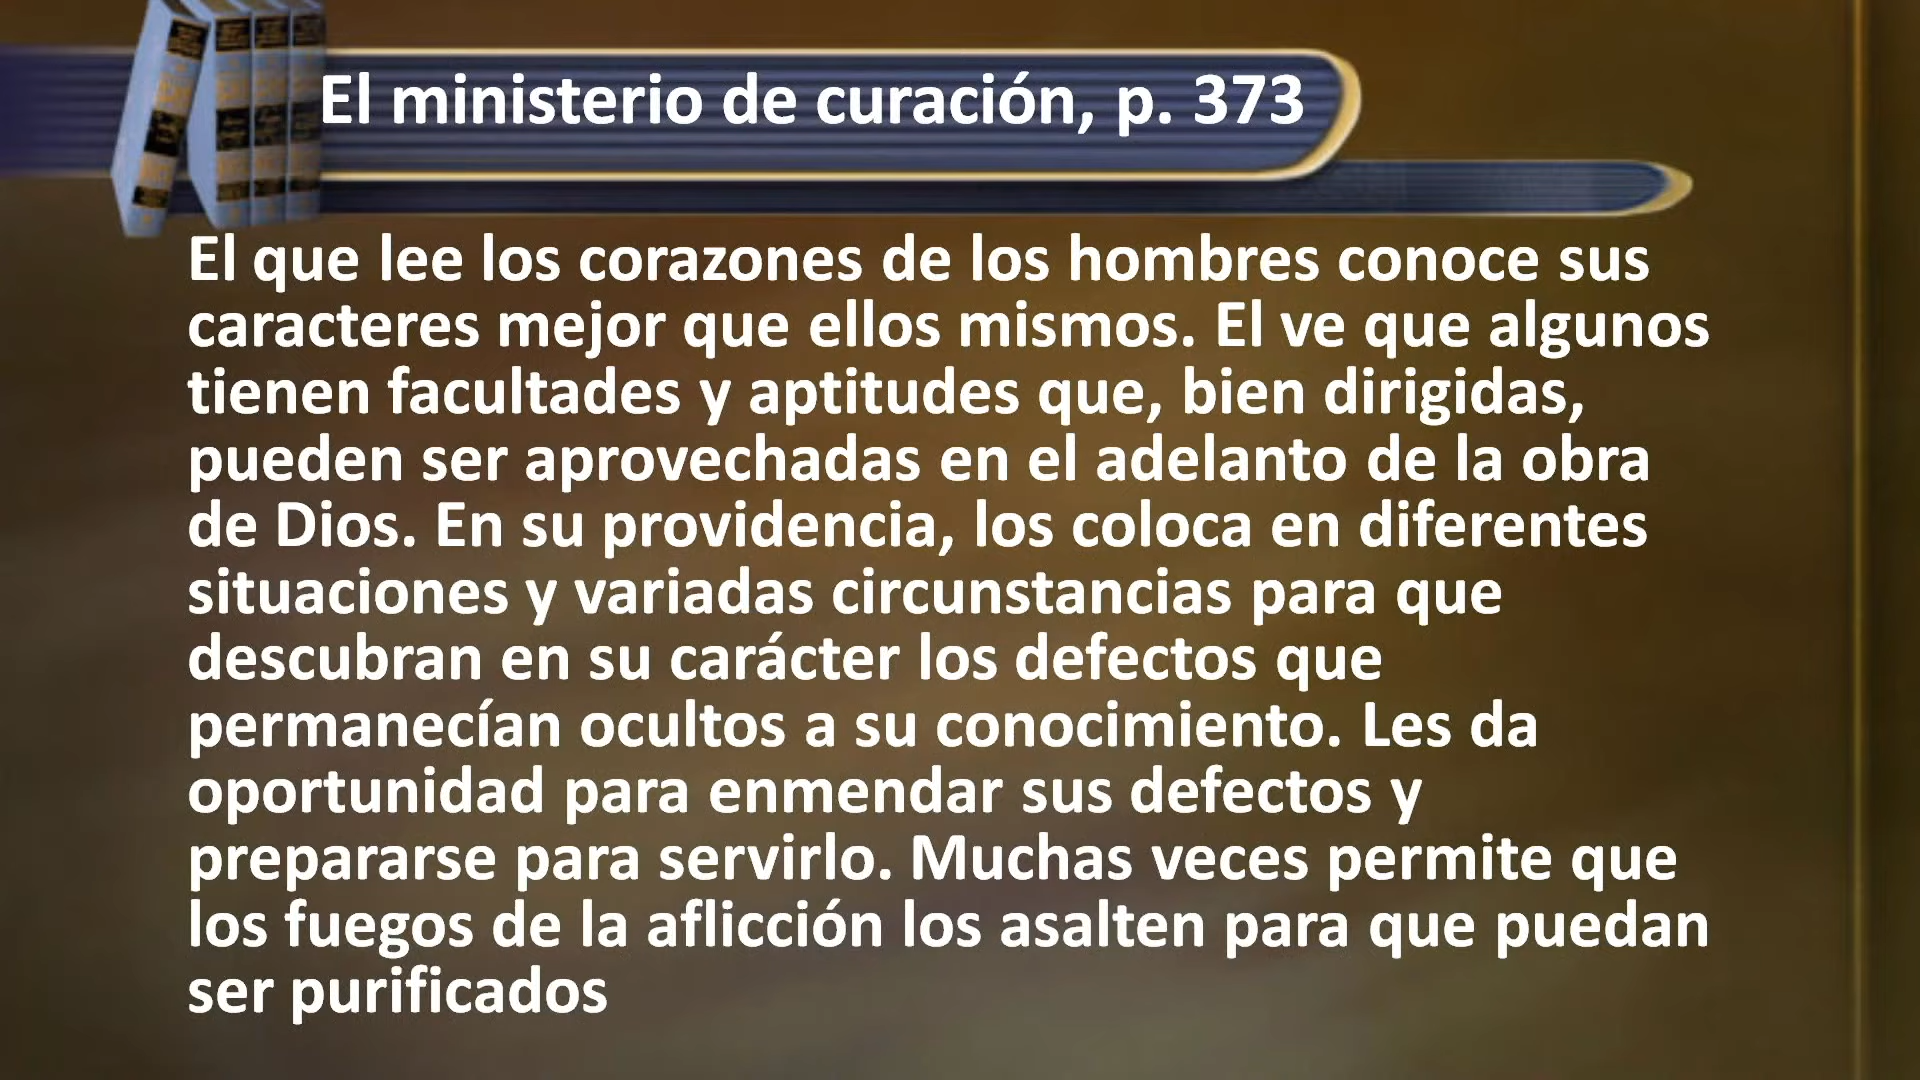 El ministerio de curación, p. 373
El que lee los corazones de los hombres conoce sus
caracteres mejor que ellos mismos. El ve que algunos
tienen facultades y aptitudes que, bien dirigidas,
pueden ser aprovechadas en el adelanto de la obra
de Dios. En su providencia, los coloca en diferentes
situaciones y variadas circunstancias para que
descubran en su carácter los defectos que
permanecían ocultos a su conocimiento. Les da
oportunidad para enmendar sus defectos y
prepararse para servirlo. Muchas veces permite que
los fuegos de la aflicción los asalten para que puedan
ser purificados